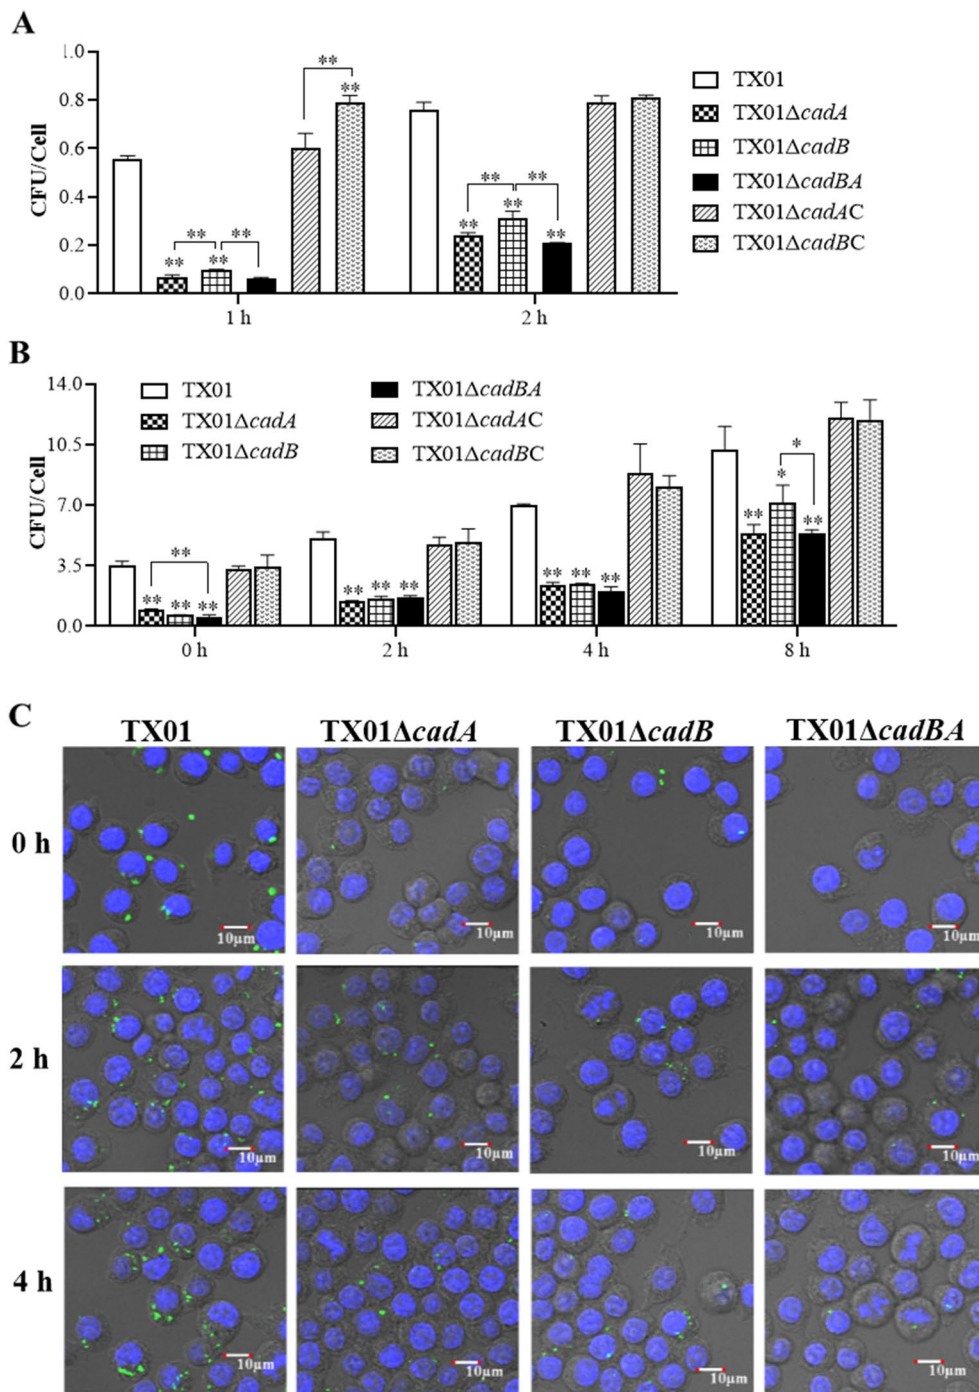 A
1.0
0.8
0.6
0.4
0.2
0.0
CFU/Cell
**
**
**
**
**
**
**
**
**
**
**
1 h
2 h
TX01
TX01ΔcadA
TX01ΔcadB
TX01ΔcadBA
TX01ΔcadAC
TX01ΔcadBC
B
14.0
10.5
7.0
3.5
0.0
CFU/Cell
TX01
TX01ΔcadA
TX01ΔcadB
TX01ΔcadBA
TX01ΔcadAC
TX01ΔcadBC
**
**
**
**
**
**
**
**
**
**
*
*
**
**
0 h
2 h
4 h
8 h
C
TX01 TX01ΔcadA TX01ΔcadB TX01ΔcadBA
0 h
10μm 10μm 10μm 10μm
2 h
10μm 10μm 10μm 10μm
4 h
10μm 10μm 10μm 10μm